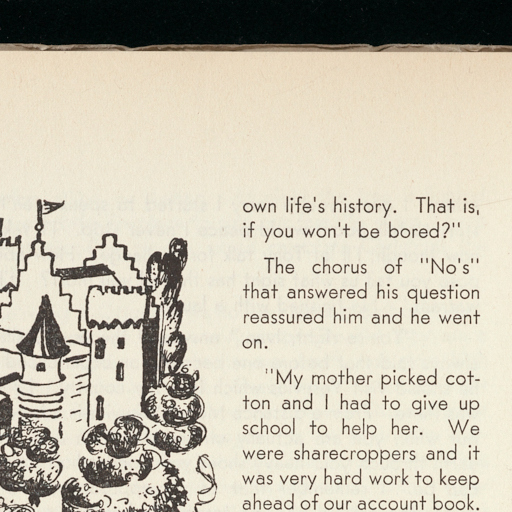 own life's history. That is,
if you won't be bored?"
The chorus of "No's"
that answered his question
reassured him and he went
on.
"My mother picked cot-
ton and I had to give up
school to help her. We
were sharecroppers and it
was very hard work to keep
ahead of our account book.